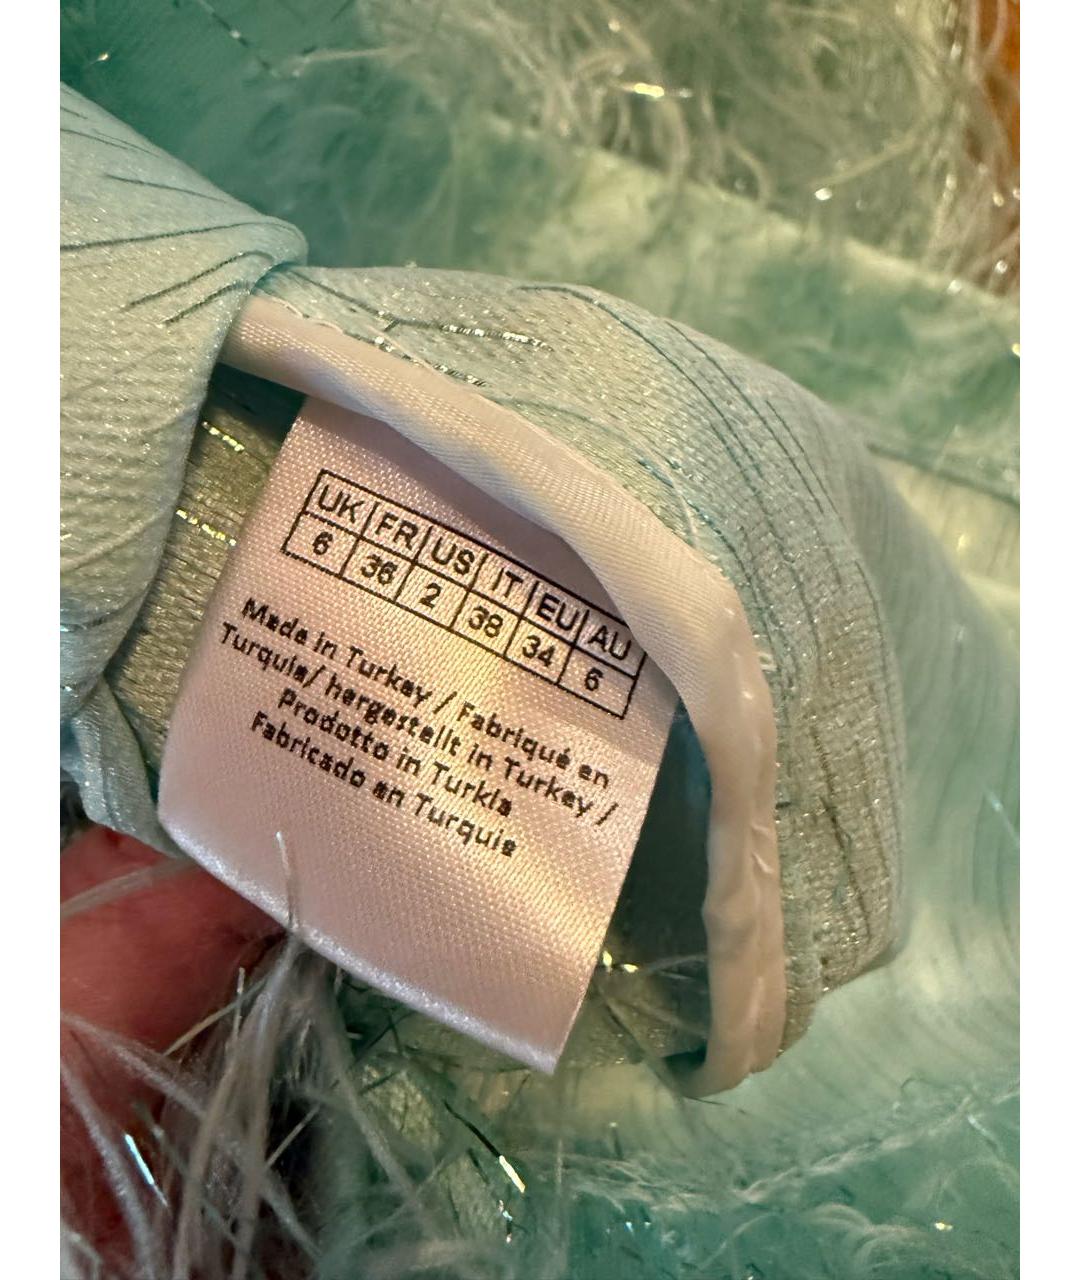 UK FR US IT EU AU
6 36 2 38 34 6
Made in Turkey / Fabriqué en
Turquie/ hergestellt in Turkey /
Prodotto in Turkia
Fabricado en Turquia